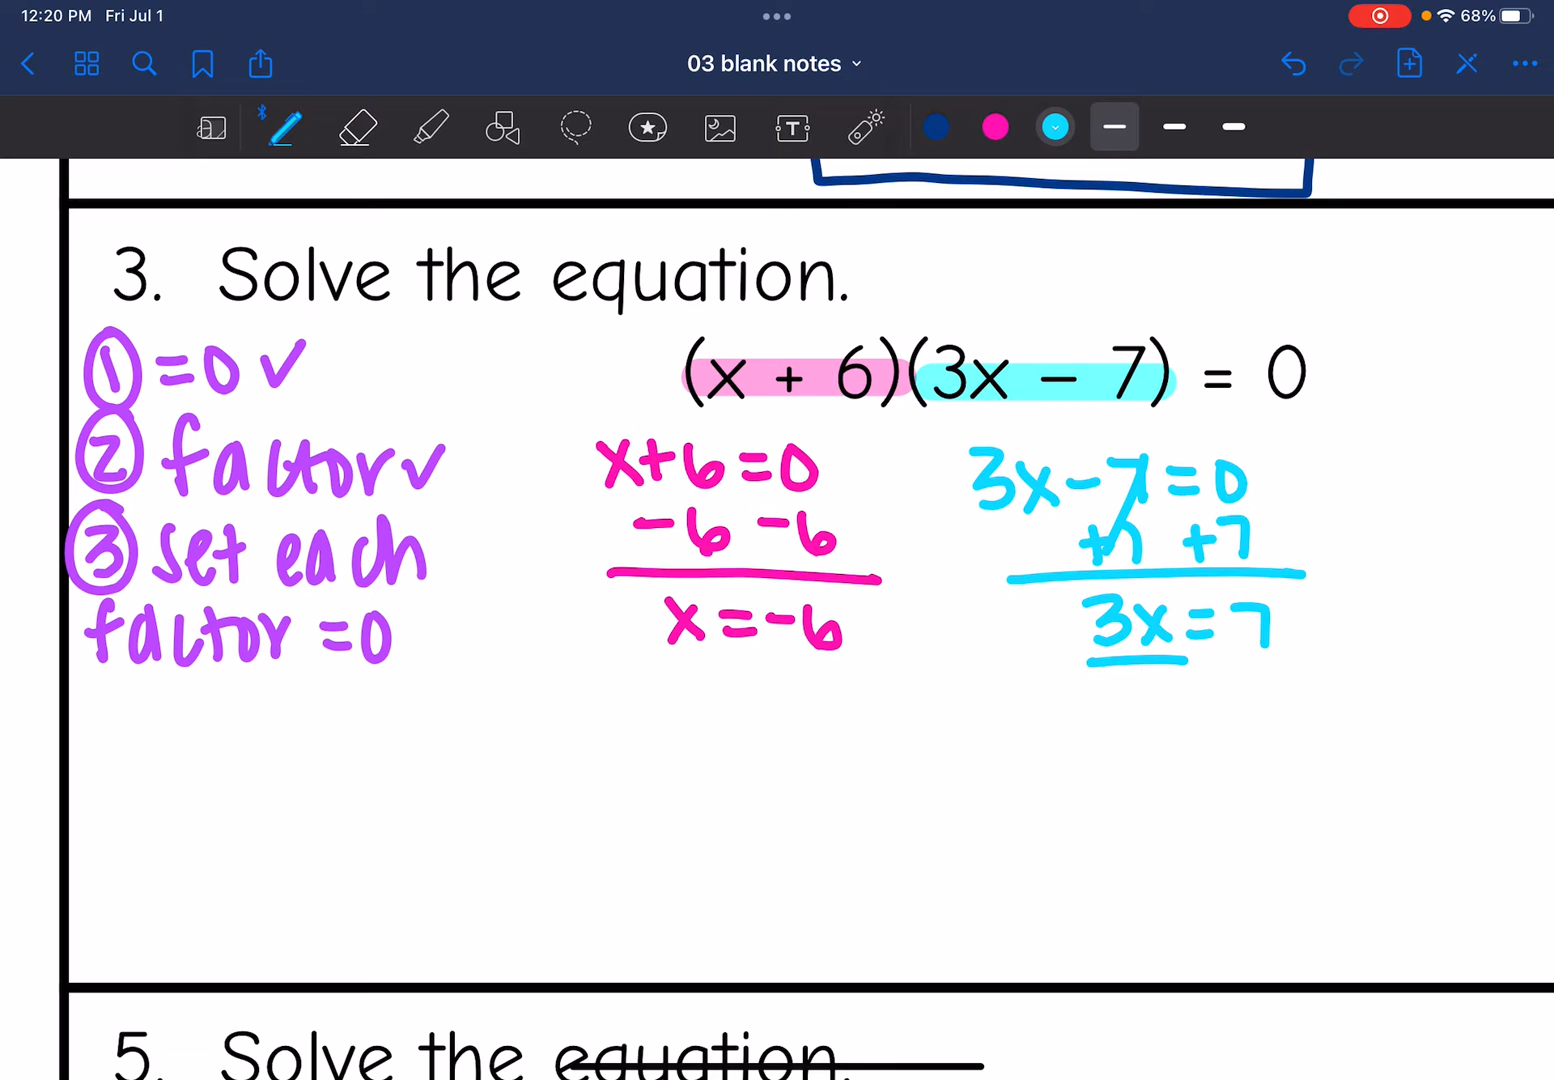 12:20 PM Fri Jul 1
68%
03 blank notes
T
3. Solve the equation.
(x + 6)(3x − 7) = 0
① = 0 ✓
② factor ✓
③ set each
factor = 0
x + 6 = 0
− 6 − 6
x = − 6
3x − 7 = 0
+7 +7
3x = 7
5. Solve the equation.